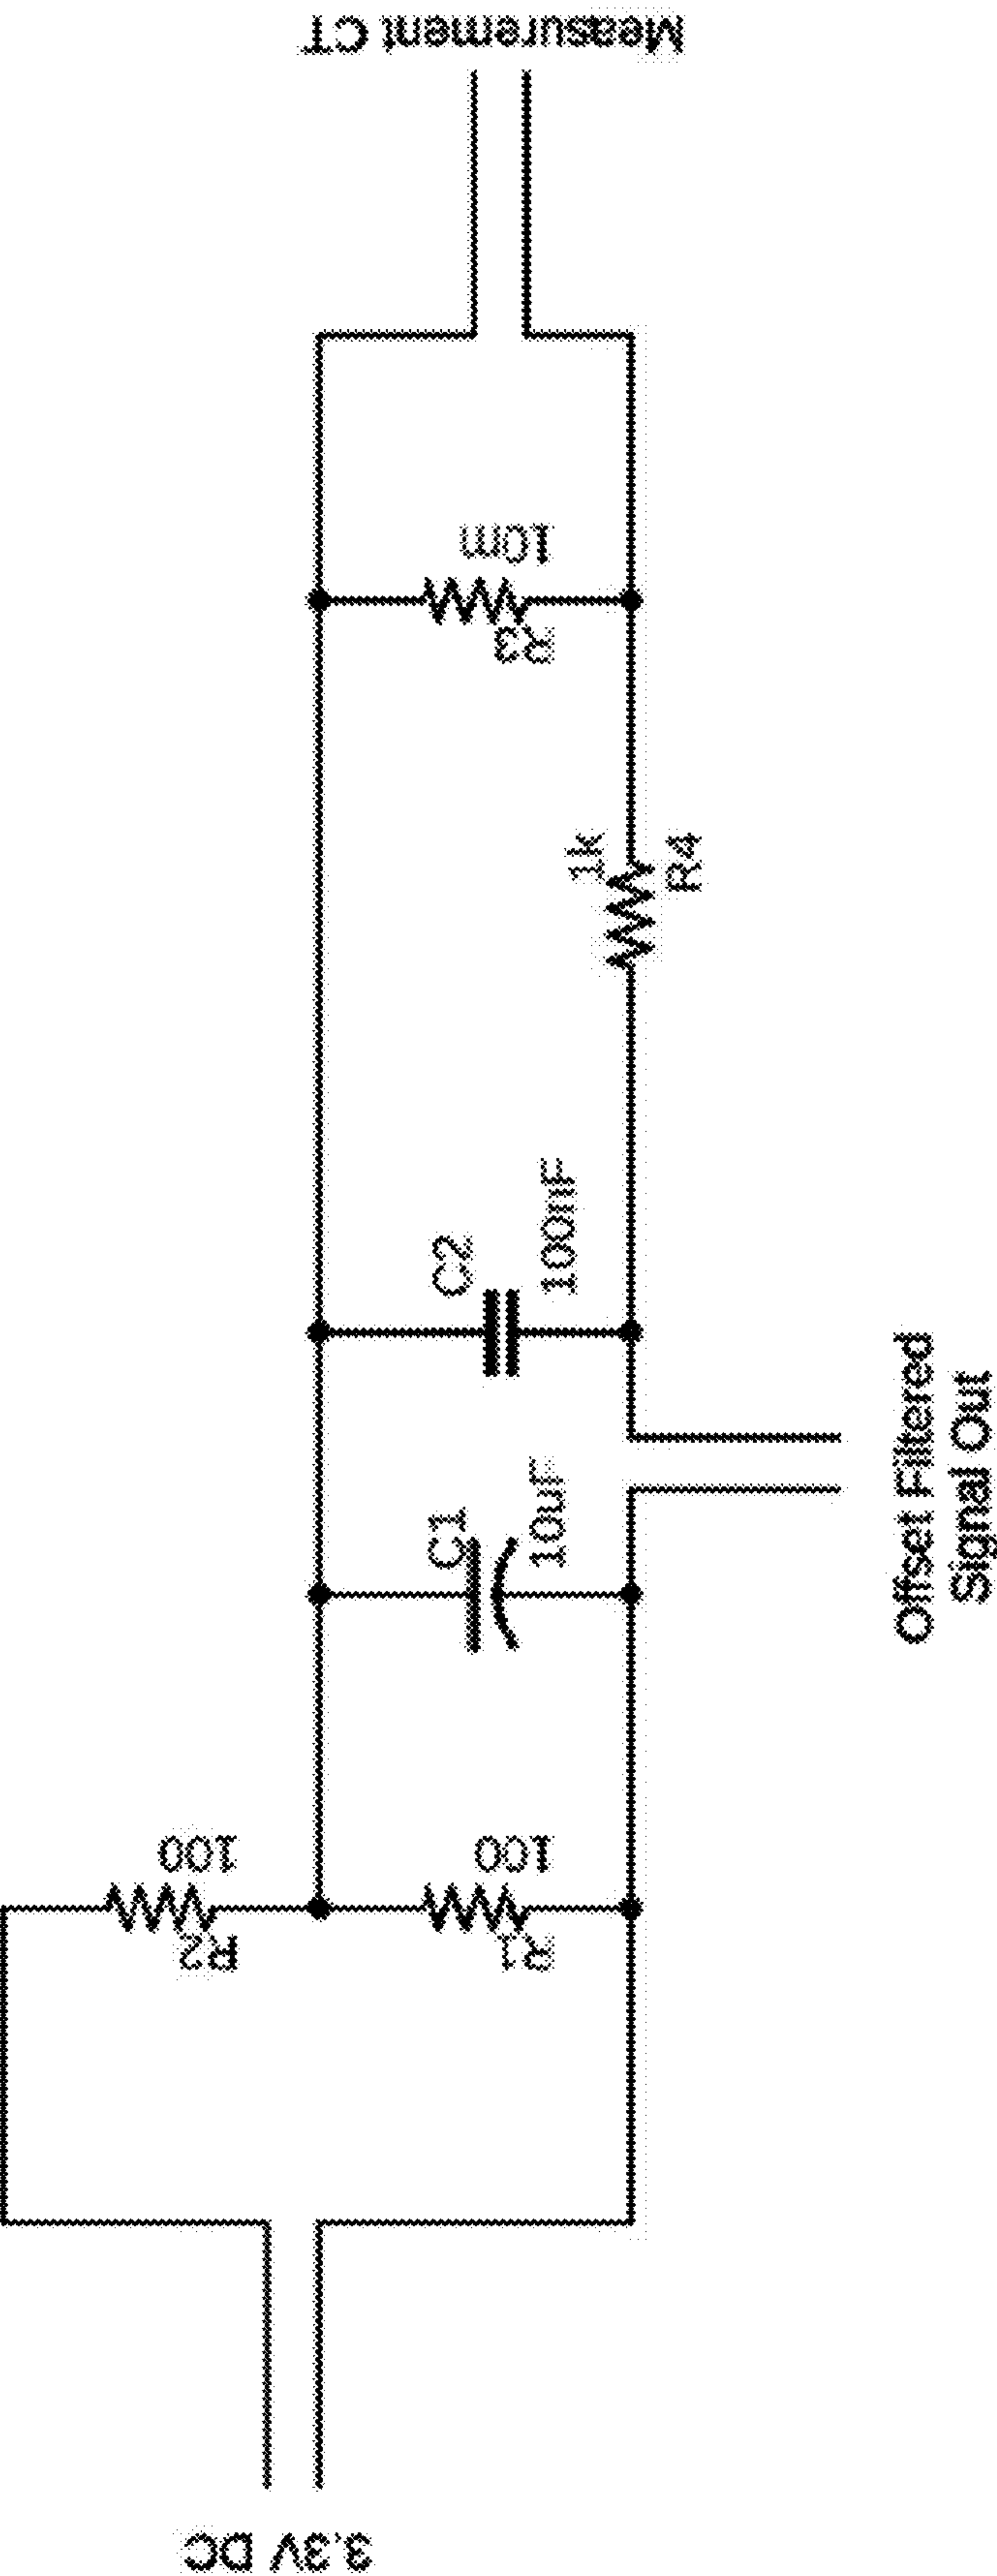 Measurement CT
10m
R3
1k
R4
C2
100nF
C1
10uF
Offset Filtered
Signal Out
100
R2
100
R1
3.3V DC